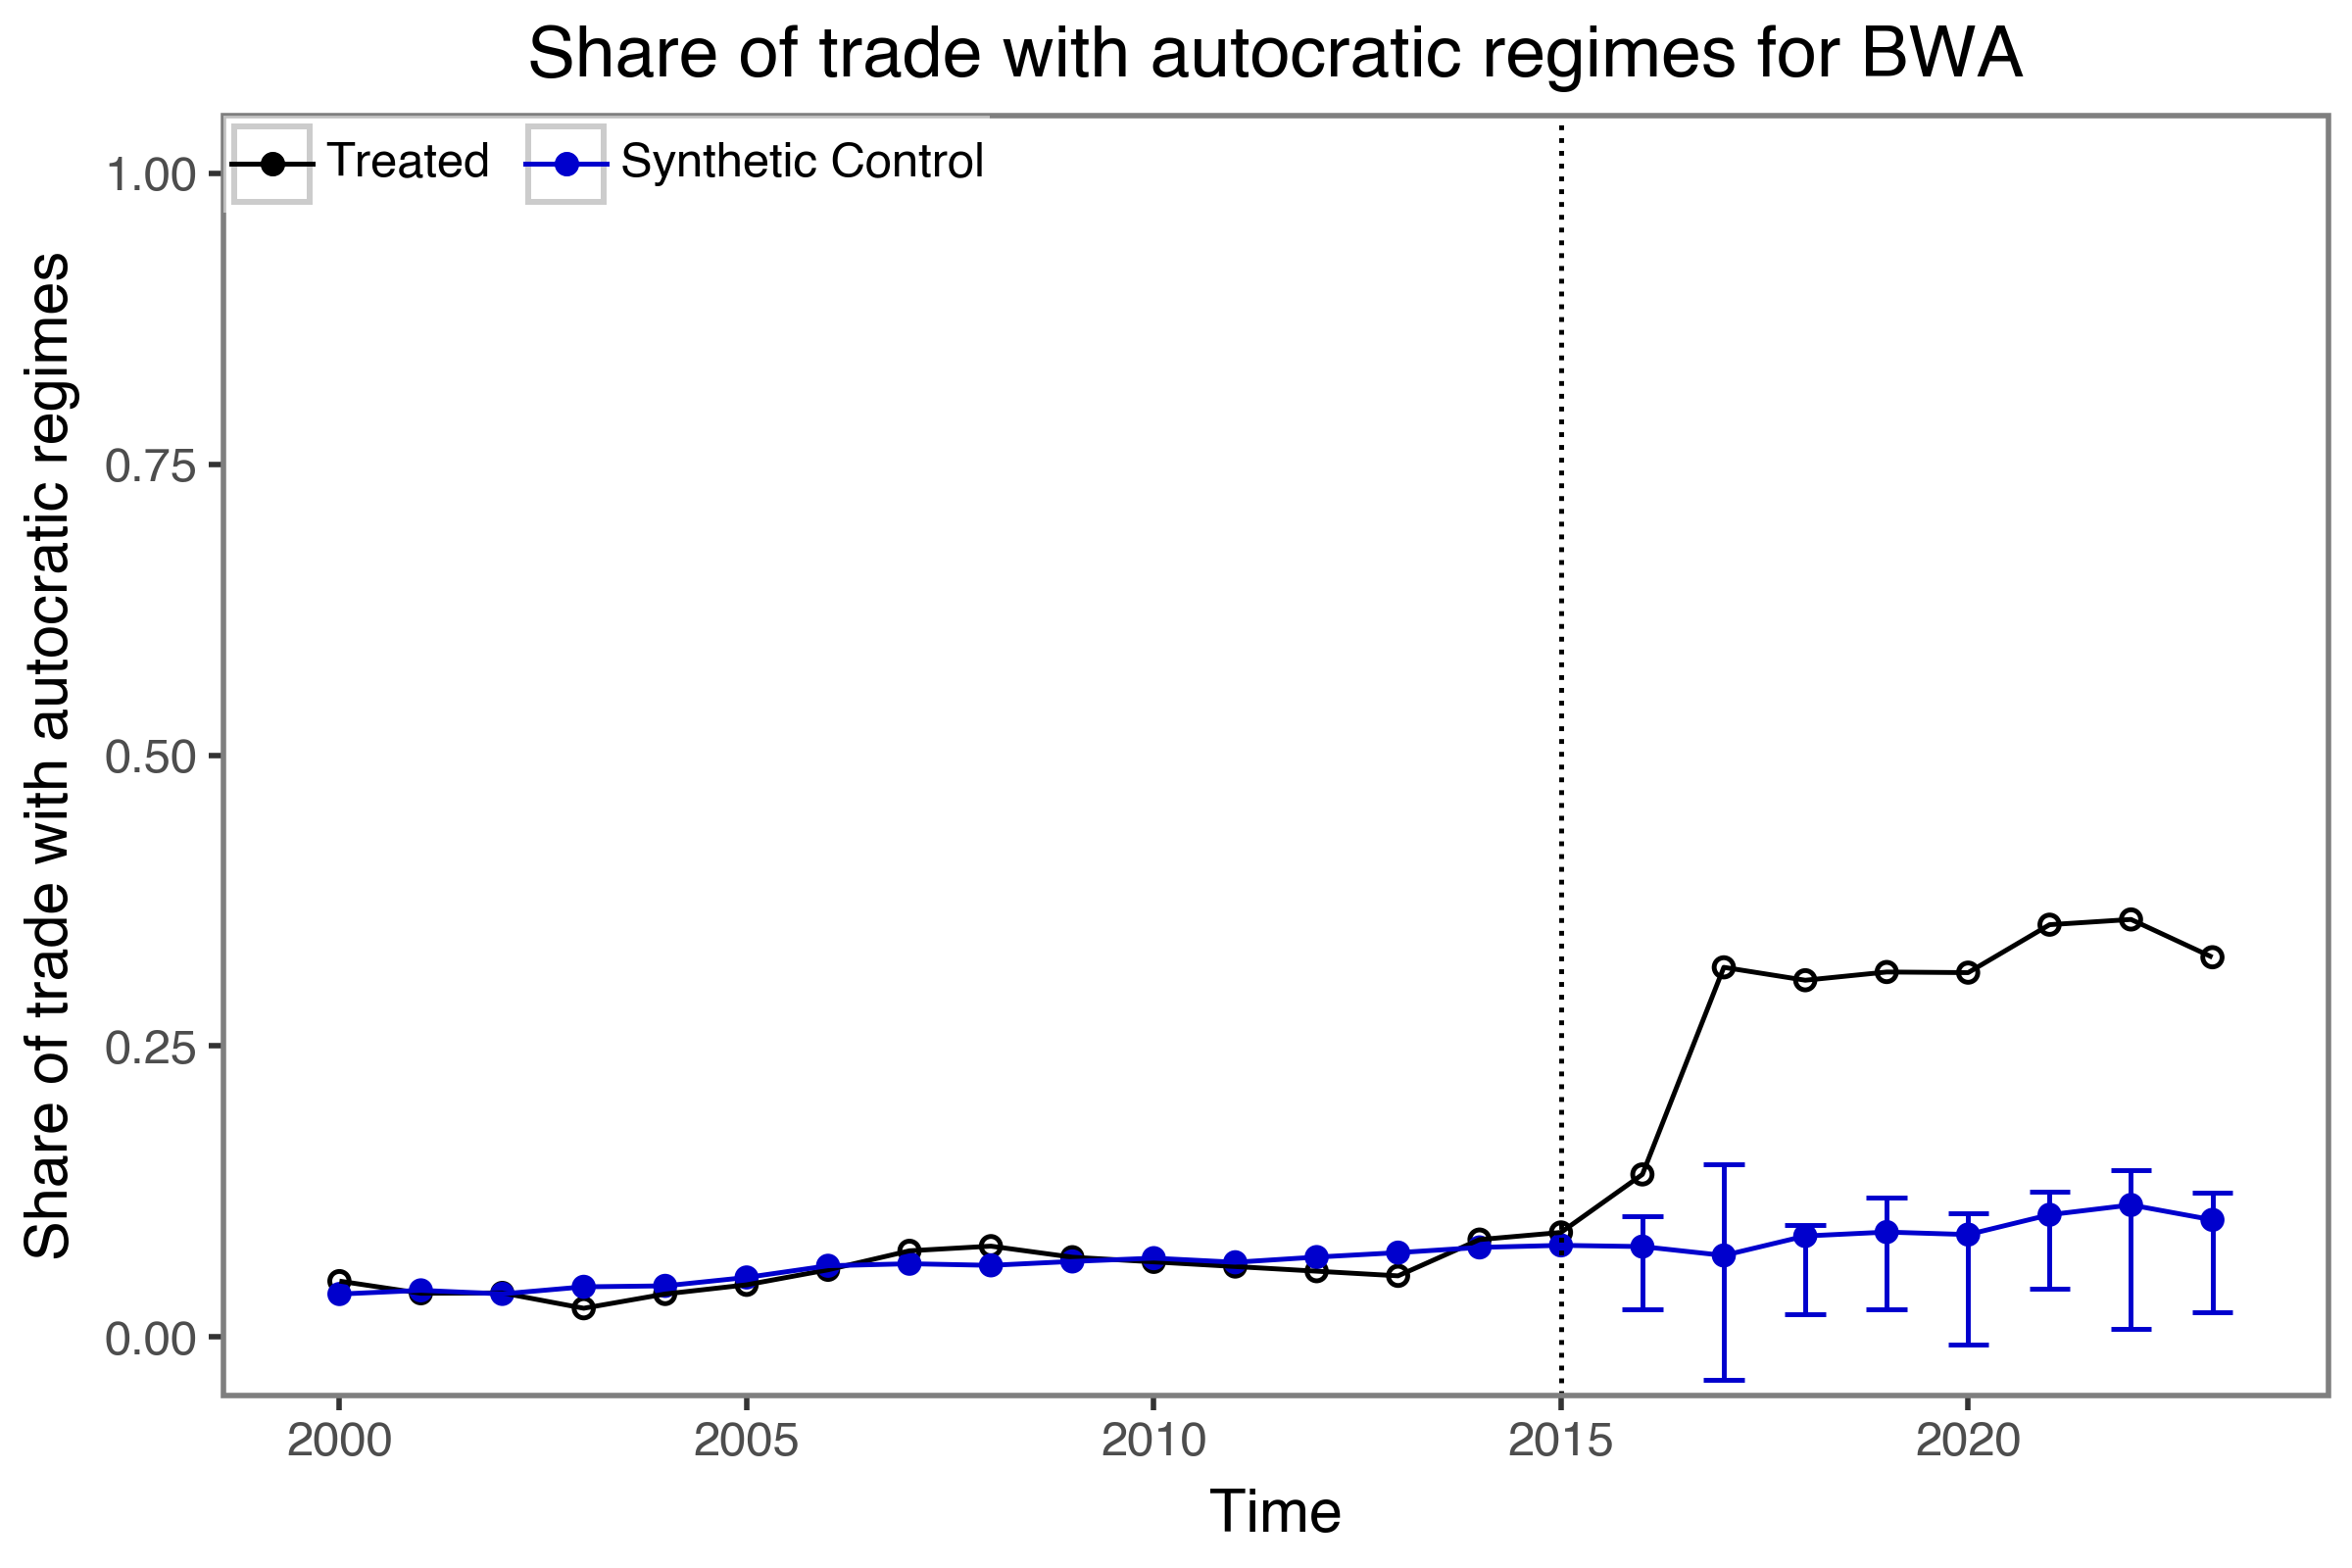 Share of trade with autocratic regimes for BWA
Treated
Synthetic Control
Share of trade with autocratic regimes
1.00
0.75
0.50
0.25
0.00
2000
2005
2010
2015
2020
Time